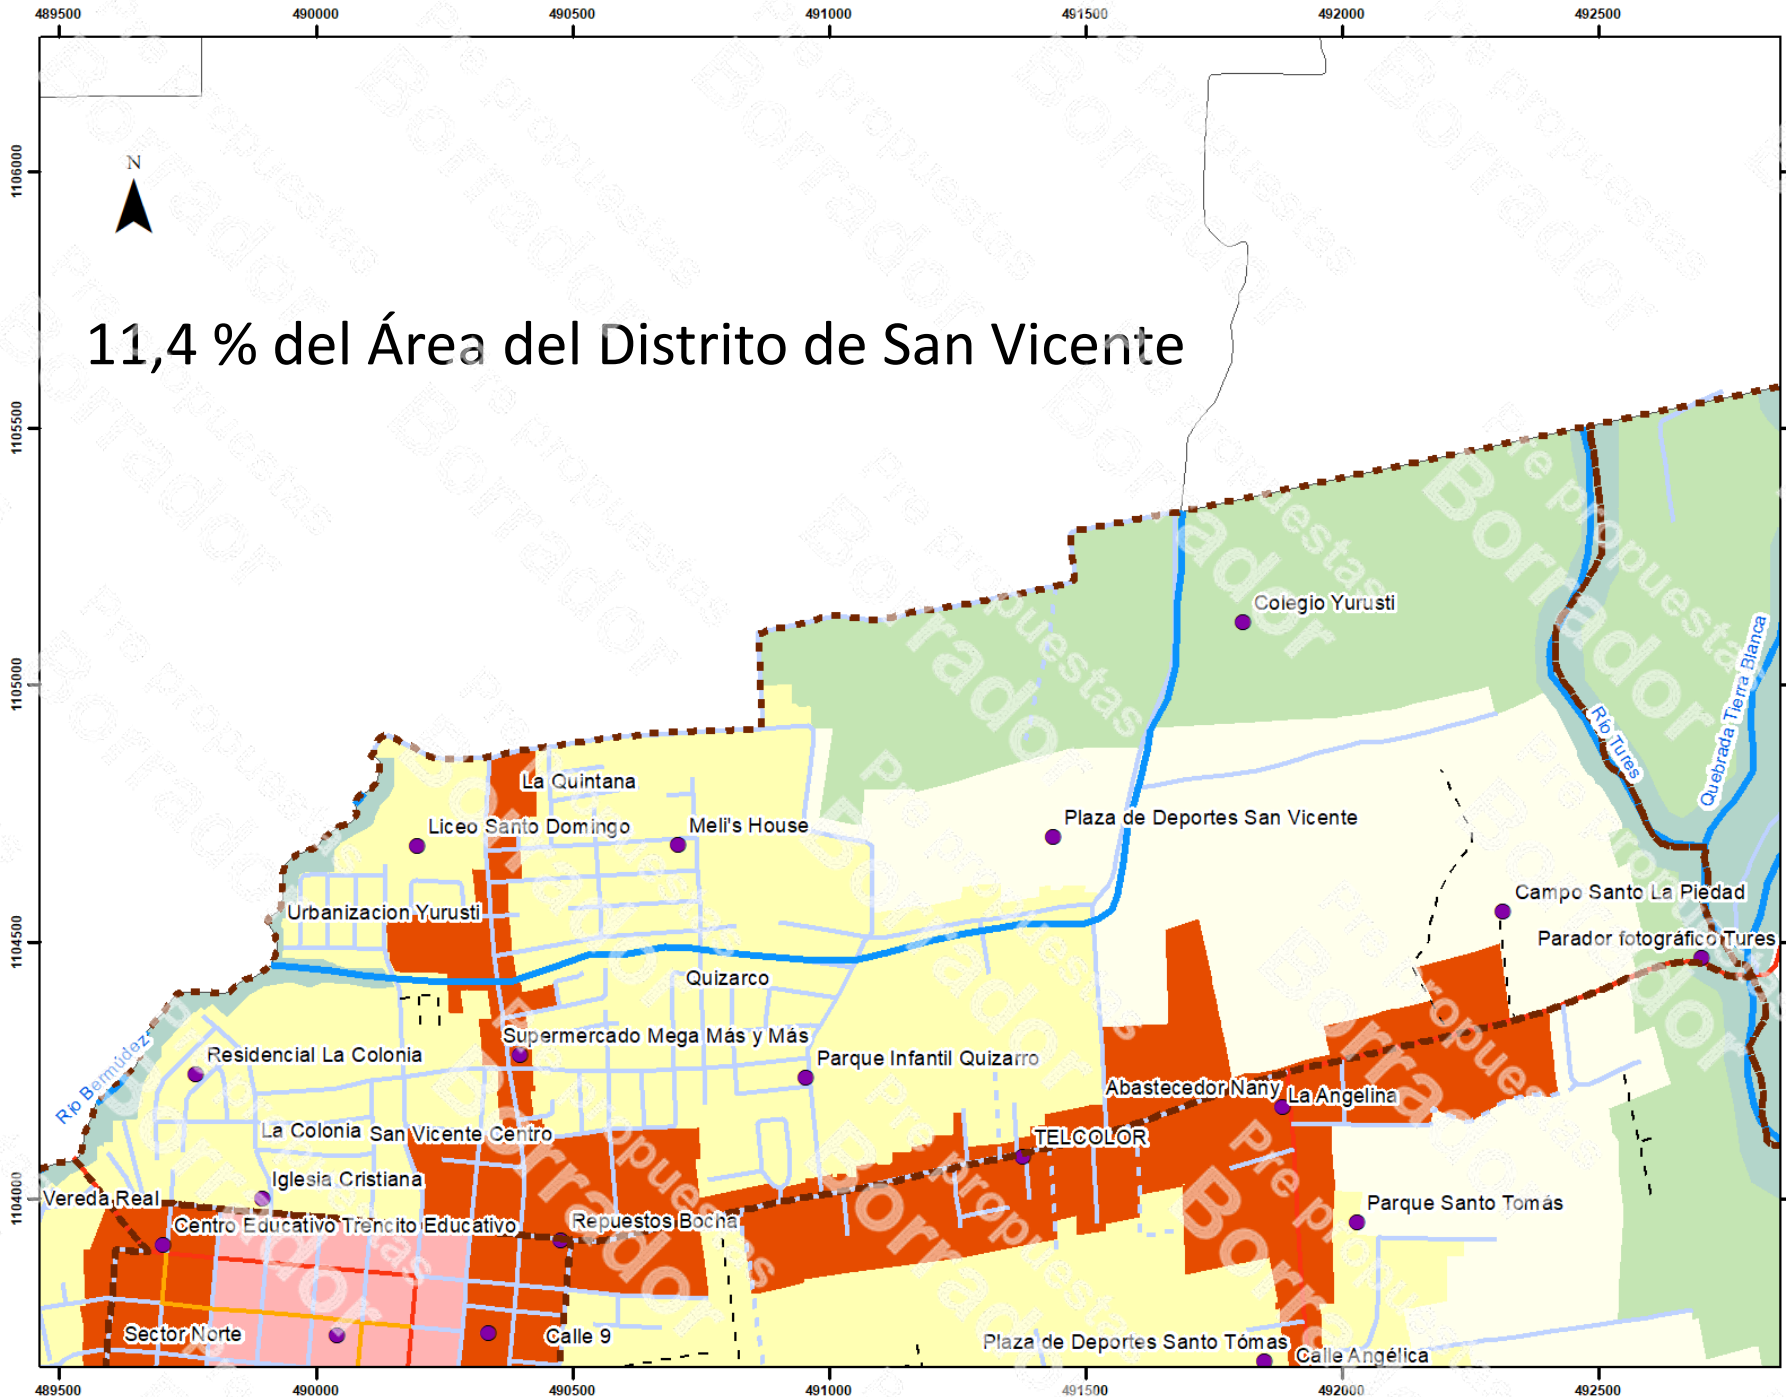 489500 490000 490500 491000 491500 492000 492500
1106000
N
11,4 % del Área del Distrito de San Vicente
1105500
Colegio Yurusti
1105000
Río Tures
Quebrada Tierra Blanca
La Quintana
Liceo Santo Domingo
Meli's House
Plaza de Deportes San Vicente
Campo Santo La Piedad
Urbanizacion Yurusti
1104500
Parador fotográfico Tures
Quizarco
Supermercado Mega Más y Más
Residencial La Colonia
Parque Infantil Quizarro
Río Bermúdez
Abastecedor Nany
La Angelina
La Colonia
San Vicente Centro
TELCOLOR
Iglesia Cristiana
1104000
Vereda Real
Parque Santo Tomás
Centro Educativo Trencito Educativo
Repuestos Bocha
Sector Norte
Calle 9
Plaza de Deportes Santo Tómas
Calle Angélica
489500 490000 490500 491000 491500 492000 492500
Pre propuestas
Borrador